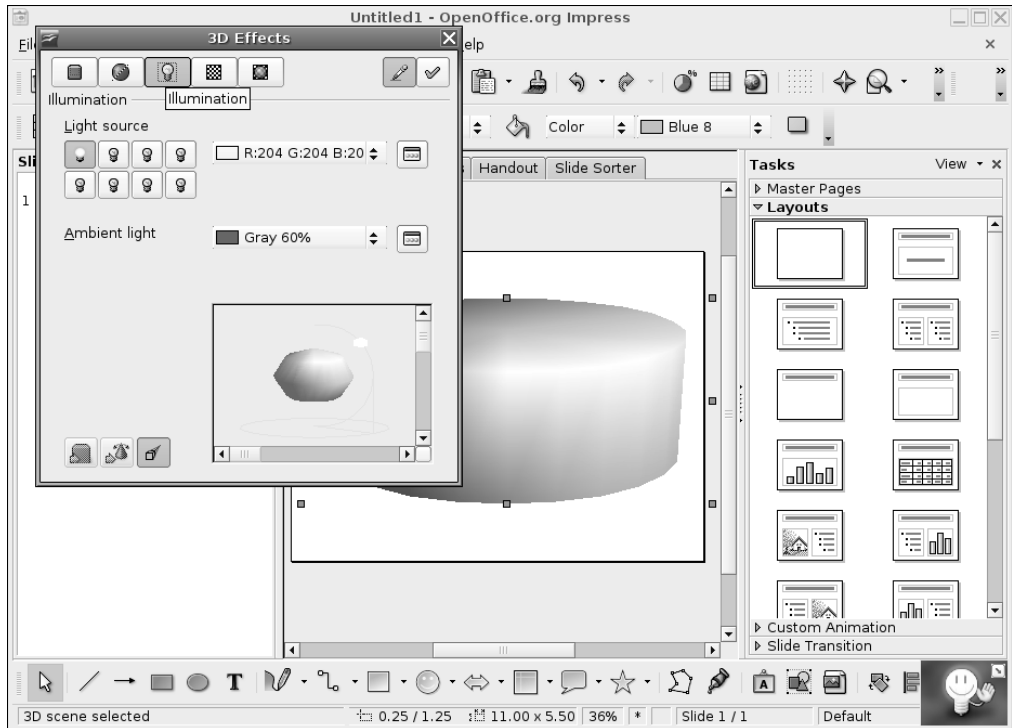 Untitled1 - OpenOffice.org Impress
3D Effects
elp
Illumination
Illumination
Light source
R:204 G:204 B:20
Ambient light
Gray 60%
Color
Blue 8
Handout
Slide Sorter
1
Tasks
View
Master Pages
Layouts
Custom Animation
Slide Transition
T
A
3D scene selected
0.25 / 1.25
11.00 x 5.50
36%
*
Slide 1 / 1
Default